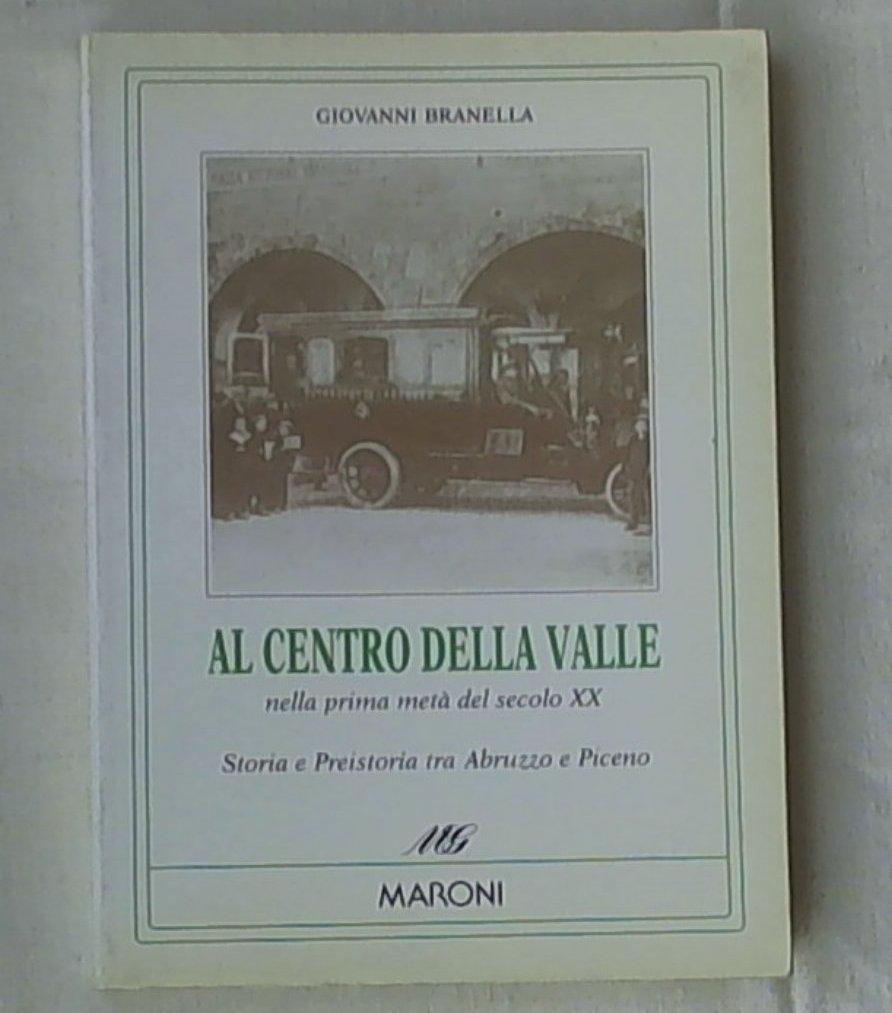 GIOVANNI BRANELLA
AL CENTRO DELLA VALLE
nella prima metà del secolo XX
Storia e Preistoria tra Abruzzo e Piceno
MG
MARONI